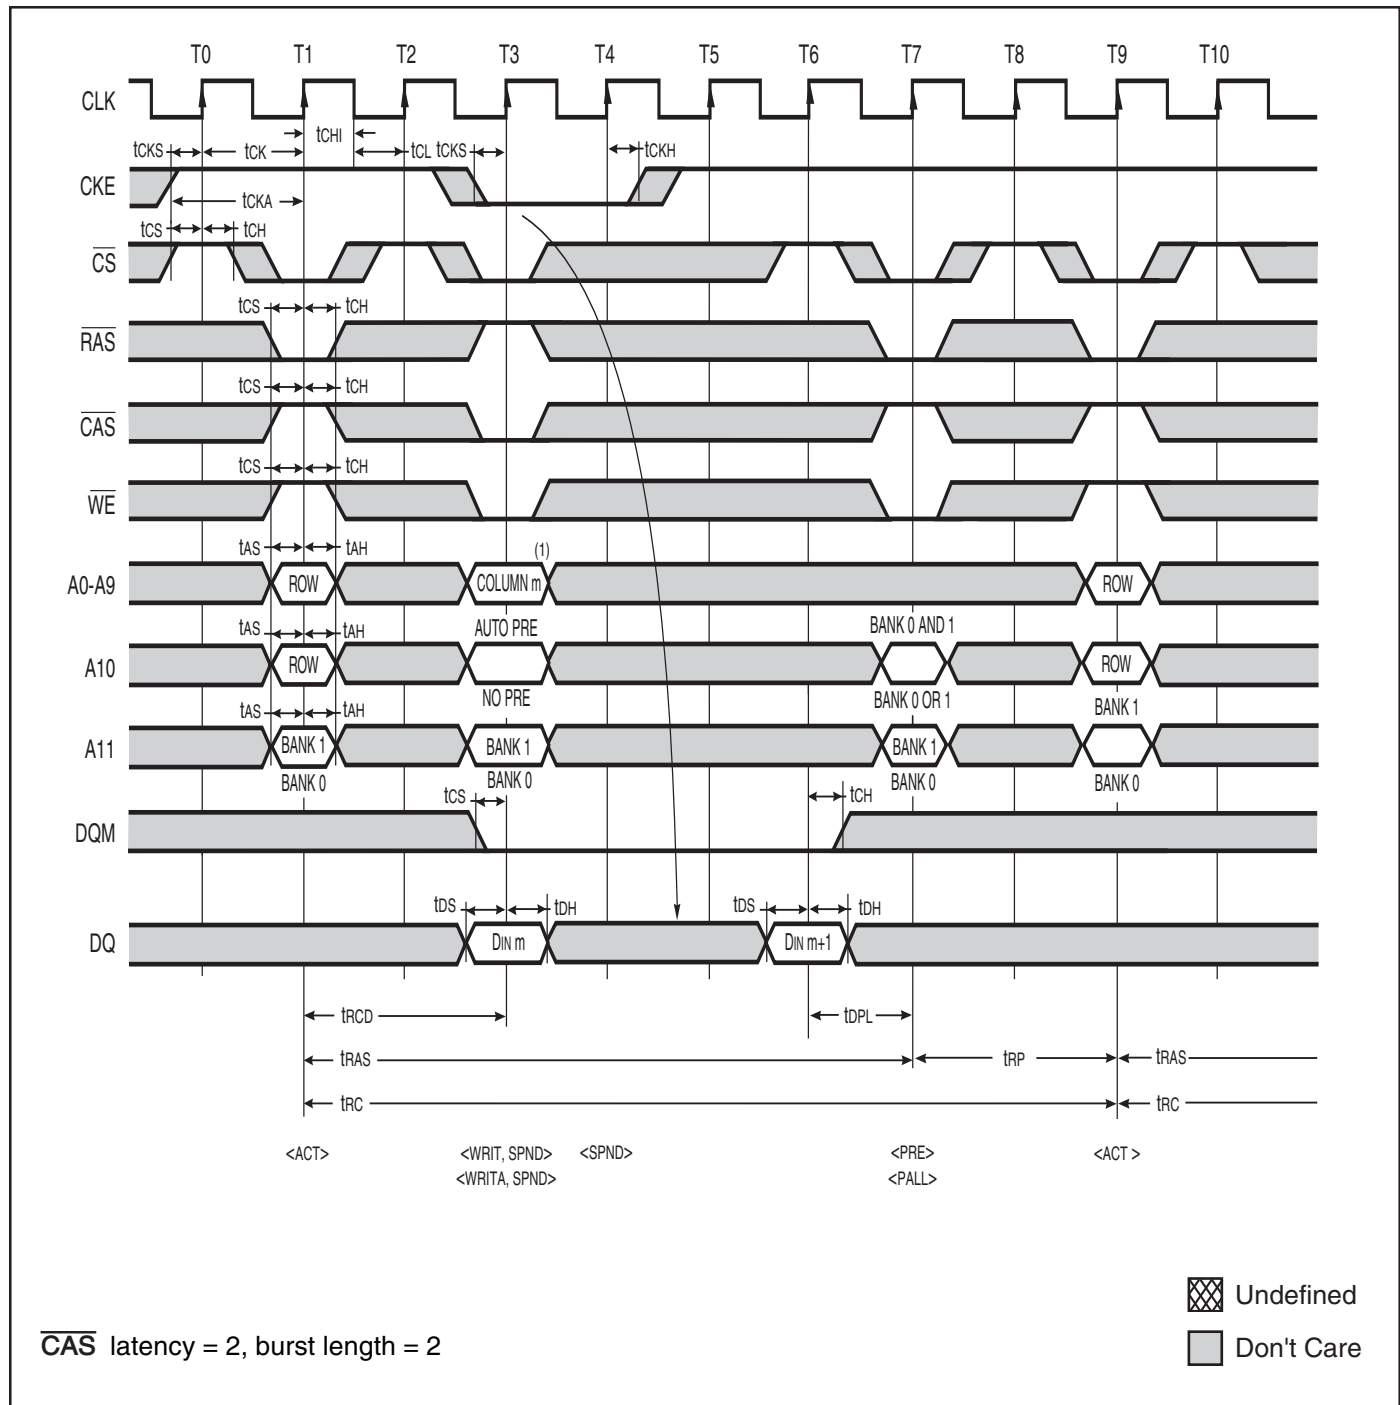 T0 T1 T2 T3 T4 T5 T6 T7 T8 T9 T10
CLK
tCHI
tCKS tCK tCL tCKS tCKH
CKE
tCKA
tCS tCH
CS
tCS tCH
RAS
tCS tCH
CAS
tCS tCH
WE
tAS tAH (1)
A0-A9 ROW COLUMN m ROW
tAS tAH AUTO PRE BANK 0 AND 1
A10 ROW ROW
NO PRE BANK 0 OR 1 BANK 1
tAS tAH
A11 BANK 1 BANK 1 BANK 1
BANK 0 BANK 0 BANK 0 BANK 0
tCS tCH
DQM
tDS tDH tDS tDH
DQ DIN m DIN m+1
tRCD tDPL
tRAS tRP tRAS
tRC tRC
<ACT> <WRIT, SPND> <SPND> <PRE> <ACT >
<WRITA, SPND> <PALL>
Undefined
CAS latency = 2, burst length = 2
Don't Care